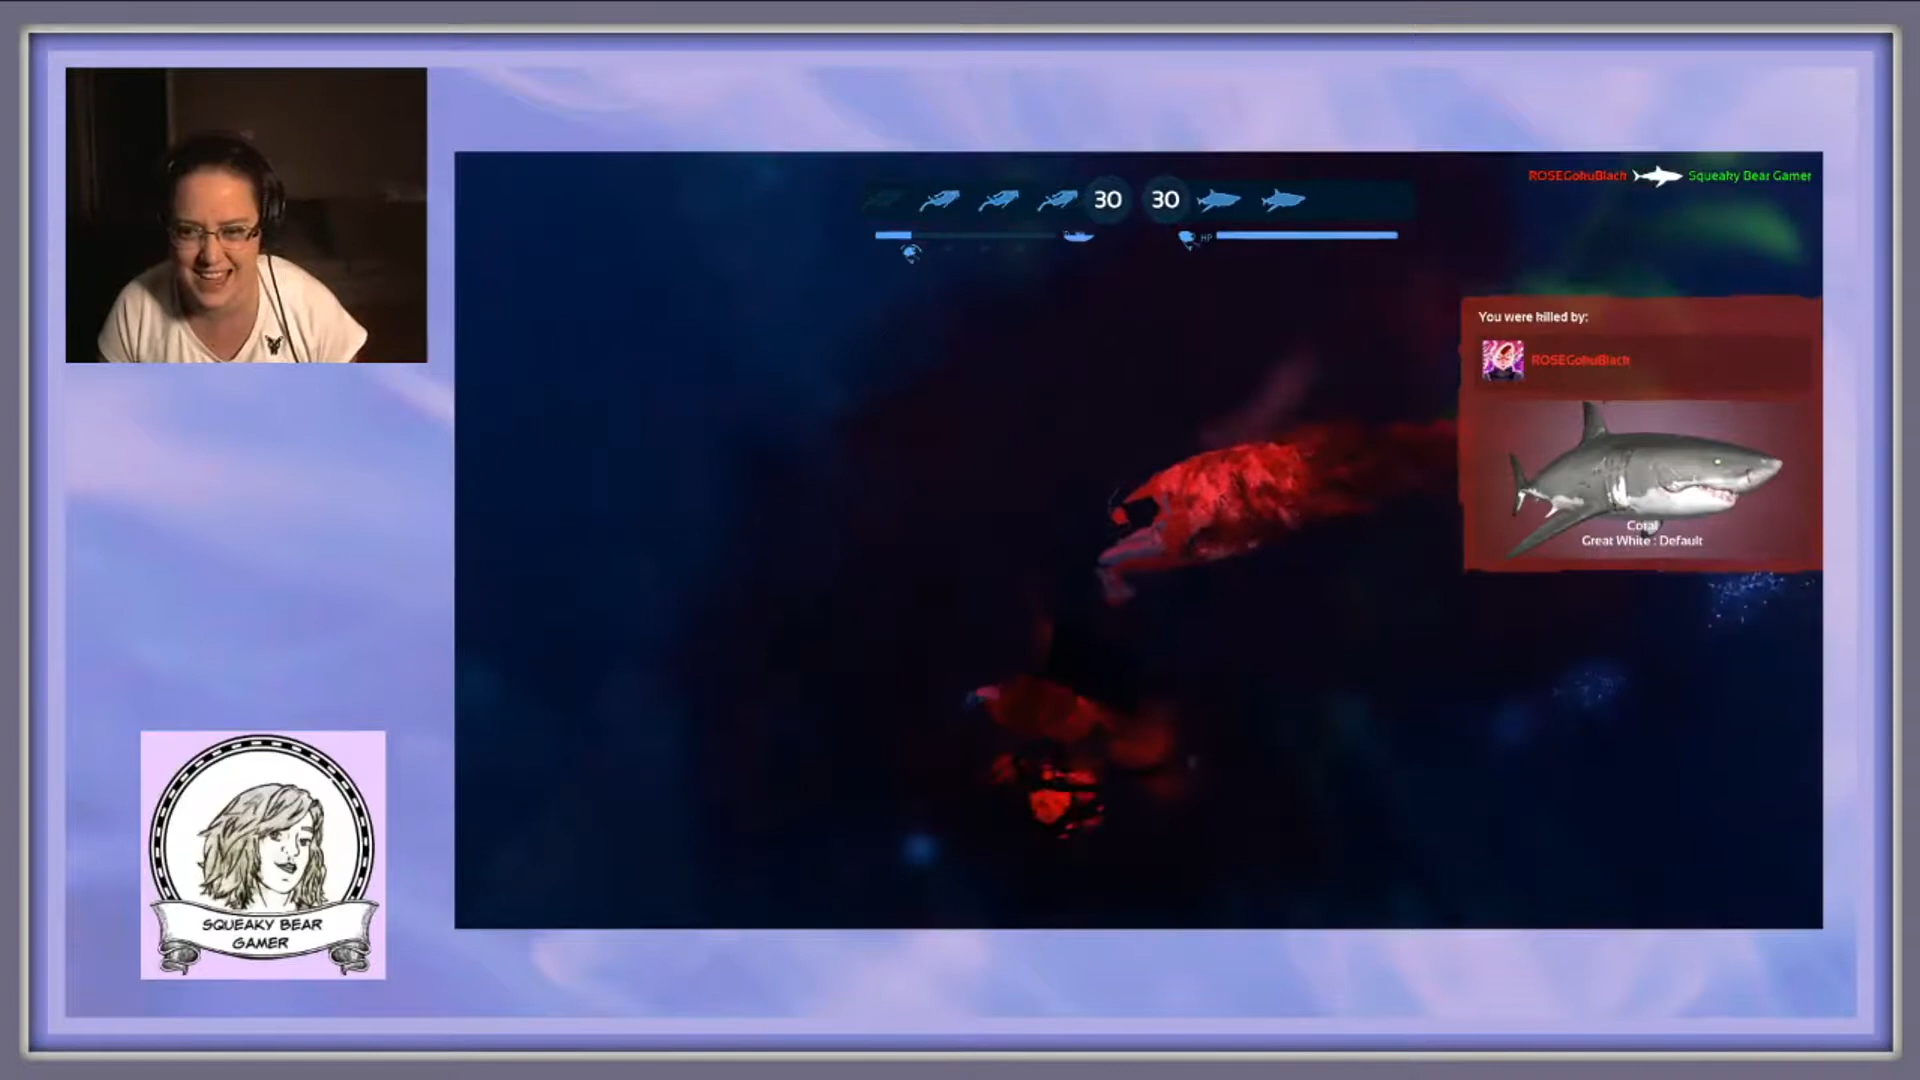 30 30
HP
ROSEGokuBlack Squeaky Bear Gamer
You were killed by:
ROSEGokuBlack
Coral
Great White : Default
SQUEAKY BEAR
GAMER